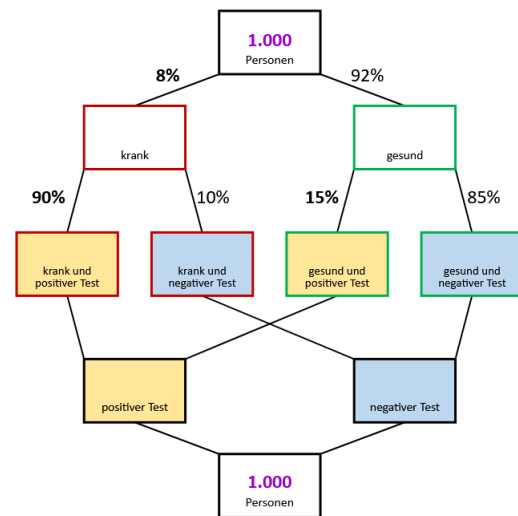 1.000
Personen
8%
92%
krank
gesund
90%
10%
15%
85%
krank und
positiver Test
krank und
negativer Test
gesund und
positiver Test
gesund und
negativer Test
positiver Test
negativer Test
1.000
Personen